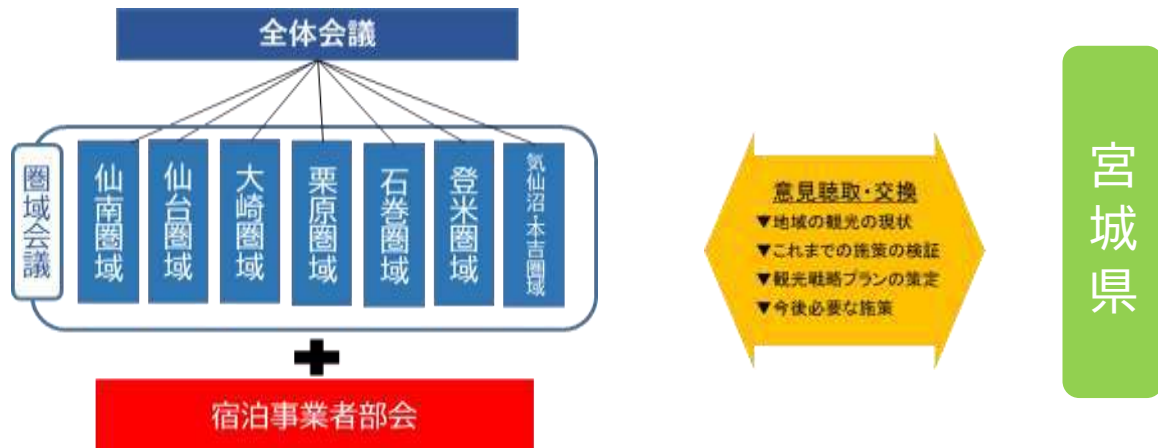 全体会議
圏域会議
仙南圏域
仙台圏域
大崎圏域
栗原圏域
石巻圏域
登米圏域
気仙沼・本吉圏域
宿泊事業者部会
意見聴取・交換
▼地域の観光の現状
▼これまでの施策の検証
▼観光戦略プランの策定
▼今後必要な施策
宮城県